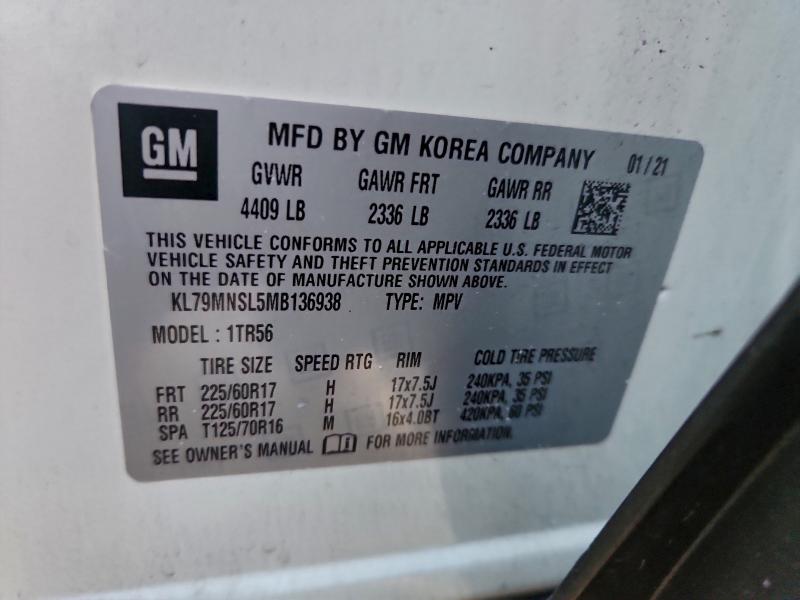 GM
MFD BY GM KOREA COMPANY 01/21
GVWR GAWR FRT GAWR RR
4409 LB 2336 LB 2336 LB
THIS VEHICLE CONFORMS TO ALL APPLICABLE U.S. FEDERAL MOTOR
VEHICLE SAFETY AND THEFT PREVENTION STANDARDS IN EFFECT
ON THE DATE OF MANUFACTURE SHOWN ABOVE.
KL79MNSL5MB136938 TYPE: MPV
MODEL : 1TR56
TIRE SIZE SPEED RTG RIM COLD TIRE PRESSURE
FRT 225/60R17 H 17x7.5J 240KPA, 35 PSI
RR 225/60R17 H 17x7.5J 240KPA, 35 PSI
SPA T125/70R16 M 16x4.0BT 420KPA, 60 PSI
SEE OWNER'S MANUAL FOR MORE INFORMATION.